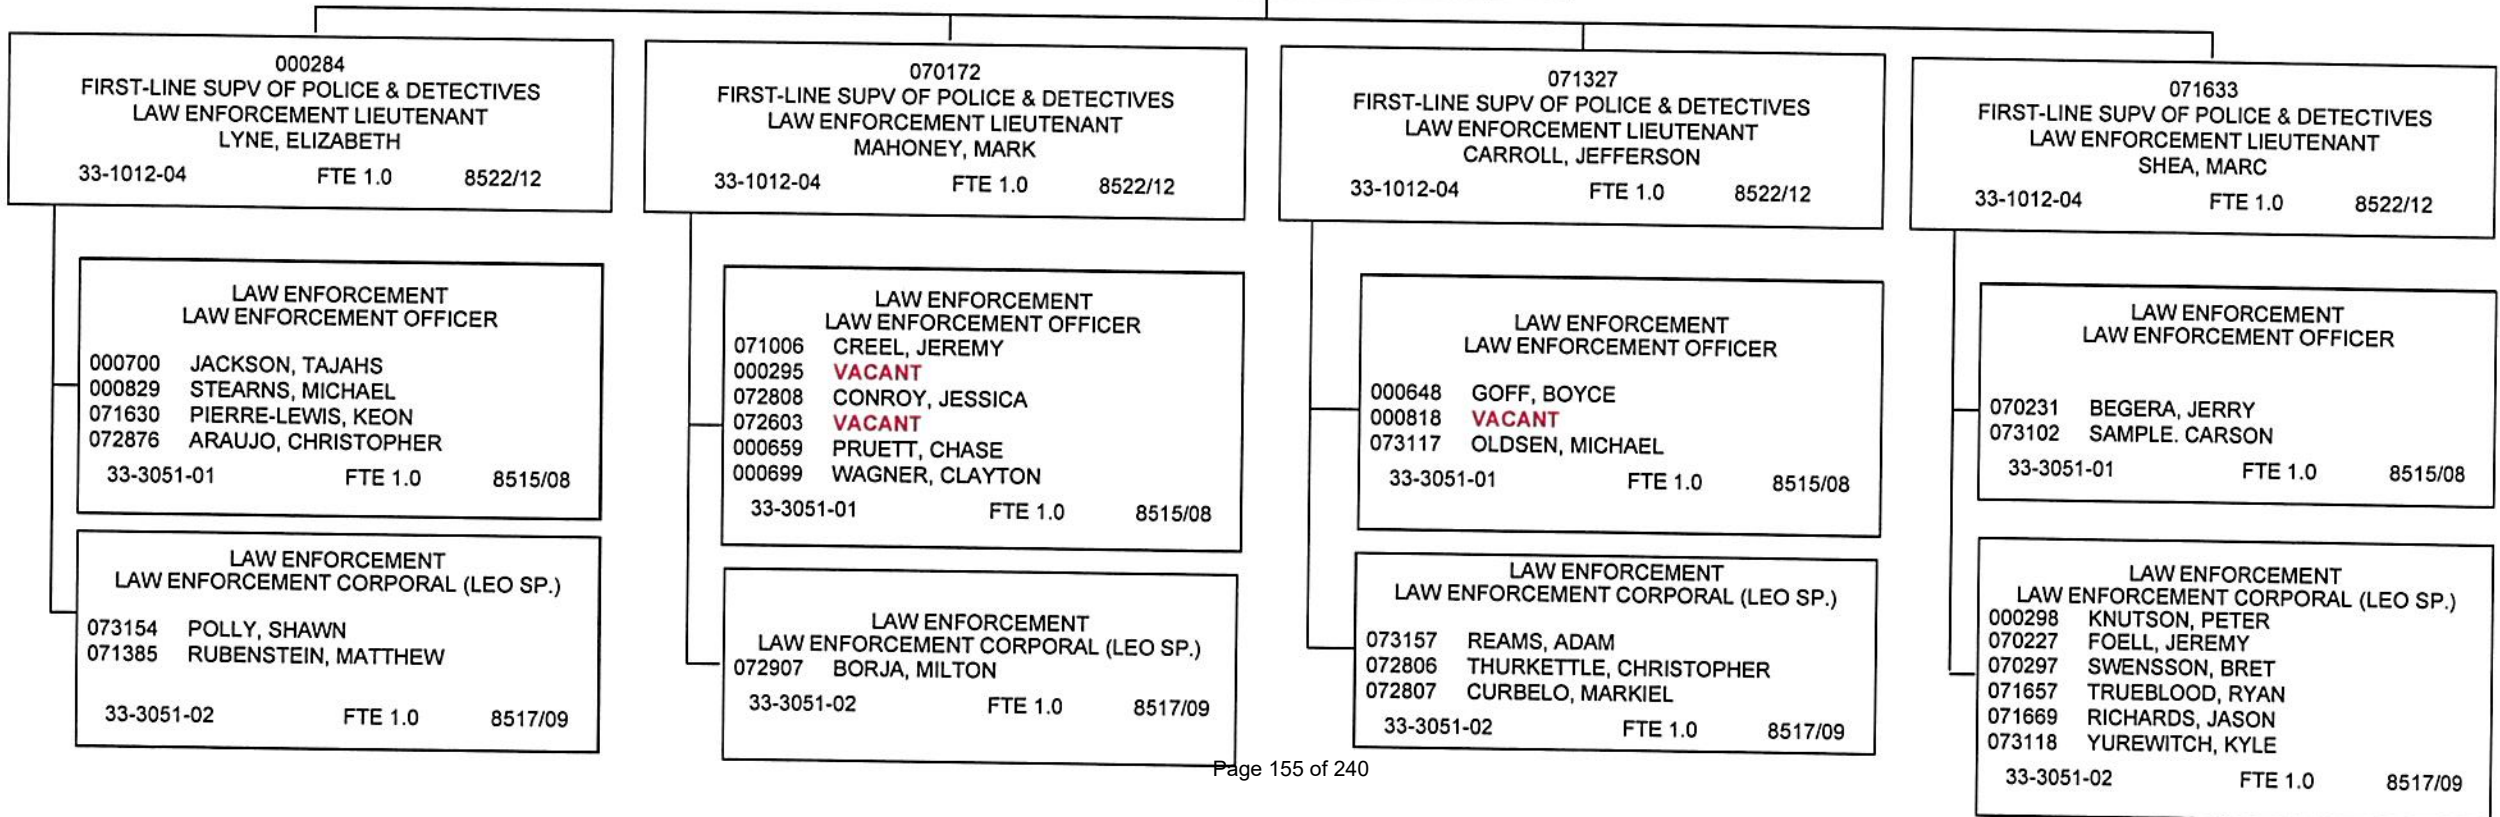 000284
FIRST-LINE SUPV OF POLICE & DETECTIVES
LAW ENFORCEMENT LIEUTENANT
LYNE, ELIZABETH
33-1012-04 FTE 1.0 8522/12
LAW ENFORCEMENT
LAW ENFORCEMENT OFFICER
000700 JACKSON, TAJAHS
000829 STEARNS, MICHAEL
071630 PIERRE-LEWIS, KEON
072876 ARAUJO, CHRISTOPHER
33-3051-01 FTE 1.0 8515/08
LAW ENFORCEMENT
LAW ENFORCEMENT CORPORAL (LEO SP.)
073154 POLLY, SHAWN
071385 RUBENSTEIN, MATTHEW
33-3051-02 FTE 1.0 8517/09
070172
FIRST-LINE SUPV OF POLICE & DETECTIVES
LAW ENFORCEMENT LIEUTENANT
MAHONEY, MARK
33-1012-04 FTE 1.0 8522/12
LAW ENFORCEMENT
LAW ENFORCEMENT OFFICER
071006 CREEL, JEREMY
000295 VACANT
072808 CONROY, JESSICA
072603 VACANT
000659 PRUETT, CHASE
000699 WAGNER, CLAYTON
33-3051-01 FTE 1.0 8515/08
LAW ENFORCEMENT
LAW ENFORCEMENT CORPORAL (LEO SP.)
072907 BORJA, MILTON
33-3051-02 FTE 1.0 8517/09
071327
FIRST-LINE SUPV OF POLICE & DETECTIVES
LAW ENFORCEMENT LIEUTENANT
CARROLL, JEFFERSON
33-1012-04 FTE 1.0 8522/12
LAW ENFORCEMENT
LAW ENFORCEMENT OFFICER
000648 GOFF, BOYCE
000818 VACANT
073117 OLDSEN, MICHAEL
33-3051-01 FTE 1.0 8515/08
LAW ENFORCEMENT
LAW ENFORCEMENT CORPORAL (LEO SP.)
073157 REAMS, ADAM
072806 THURKETTLE, CHRISTOPHER
072807 CURBELO, MARKIEL
33-3051-02 FTE 1.0 8517/09
071633
FIRST-LINE SUPV OF POLICE & DETECTIVES
LAW ENFORCEMENT LIEUTENANT
SHEA, MARC
33-1012-04 FTE 1.0 8522/12
LAW ENFORCEMENT
LAW ENFORCEMENT OFFICER
070231 BEGERA, JERRY
073102 SAMPLE. CARSON
33-3051-01 FTE 1.0 8515/08
LAW ENFORCEMENT
LAW ENFORCEMENT CORPORAL (LEO SP.)
000298 KNUTSON, PETER
070227 FOELL, JEREMY
070297 SWENSSON, BRET
071657 TRUEBLOOD, RYAN
071669 RICHARDS, JASON
073118 YUREWITCH, KYLE
33-3051-02 FTE 1.0 8517/09
Page 155 of 240